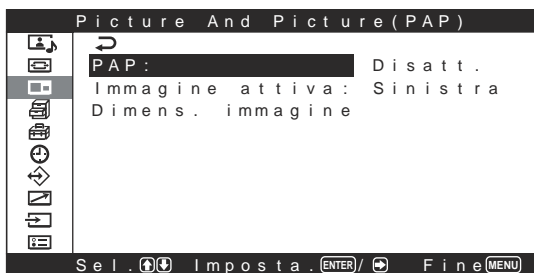 Picture And Picture(PAP)
PAP: Disatt.
Immagine attiva: Sinistra
Dimens. immagine
Sel. Imposta. ENTER / Fine MENU